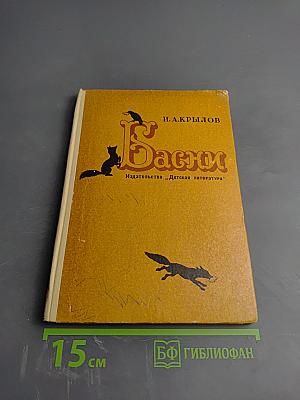 И.А.КРЫЛОВ
Басни
Издательство „Детская литература"
15 см
БФ ГИБЛИОФАН